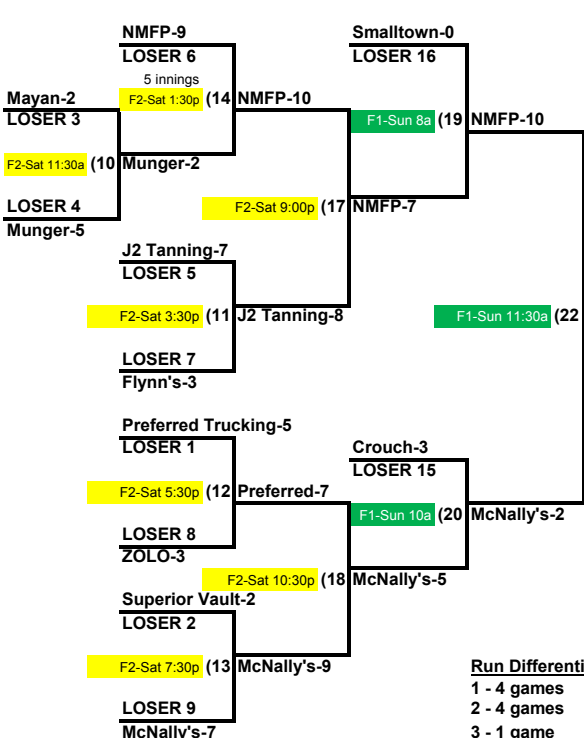 NMFP-9 Smalltown-0
LOSER 6 LOSER 16
5 innings
Mayan-2 F2-Sat 1:30p (14 NMFP-10
LOSER 3 F1-Sun 8a (19 NMFP-10
F2-Sat 11:30a (10 Munger-2
LOSER 4 F2-Sat 9:00p (17 NMFP-7
Munger-5
J2 Tanning-7
LOSER 5
F2-Sat 3:30p (11 J2 Tanning-8 F1-Sun 11:30a (22
LOSER 7
Flynn's-3
Preferred Trucking-5
LOSER 1 Crouch-3
LOSER 15
F2-Sat 5:30p (12 Preferred-7
F1-Sun 10a (20 McNally's-2
LOSER 8
ZOLO-3
F2-Sat 10:30p (18 McNally's-5
Superior Vault-2
LOSER 2
F2-Sat 7:30p (13 McNally's-9 Run Differenti
1 - 4 games
LOSER 9 2 - 4 games
McNally's-7 3 - 1 game